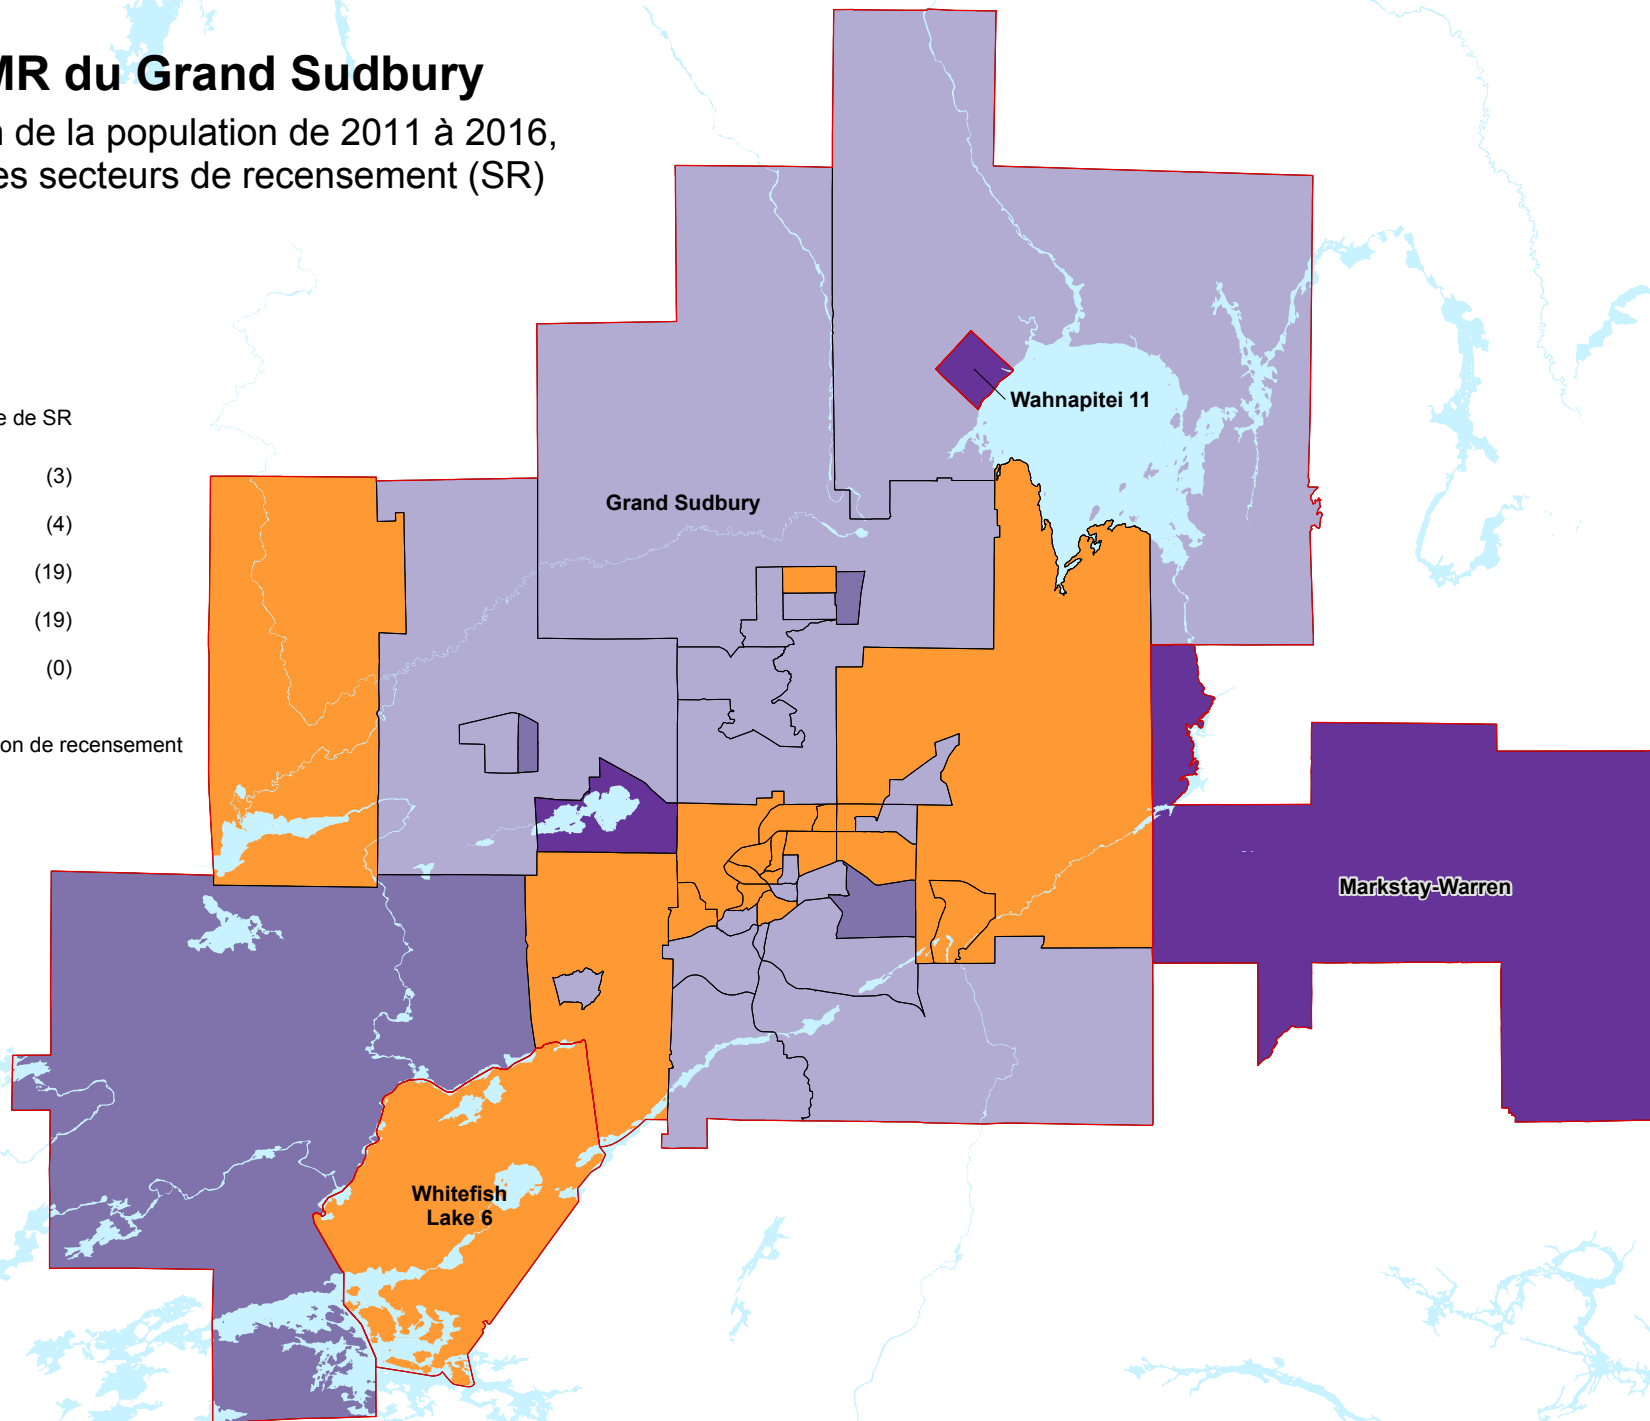 MR du Grand Sudbury
n de la population de 2011 à 2016,
es secteurs de recensement (SR)
e de SR
(3)
(4)
(19)
(19)
(0)
on de recensement
Wahnapitei 11
Grand Sudbury
Markstay-Warren
Whitefish
Lake 6